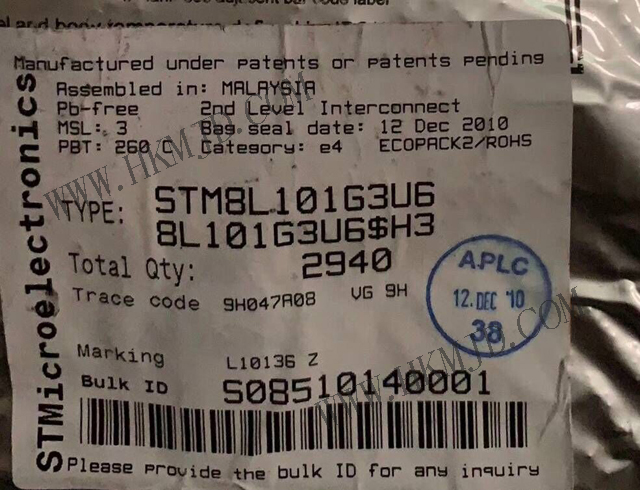 Manufactured under patents or patents pending
Assembled in: MALAYSIA
Pb-free 2nd Level Interconnect
MSL: 3 Bag seal date: 12 Dec 2010
PBT: 260 C Category: e4 ECOPACK2/ROHS
TYPE: STM8L101G3U6
8L101G3U6$H3
Total Qty: 2940
Trace code 9H047A08 VG 9H
Marking L10136 Z
Bulk ID S08510140001
Please provide the bulk ID for any inquiry
STMicroelectronics
APLC
12.DEC '10
38
WWW.HKMJD.COM
WWW.HKMJD.COM